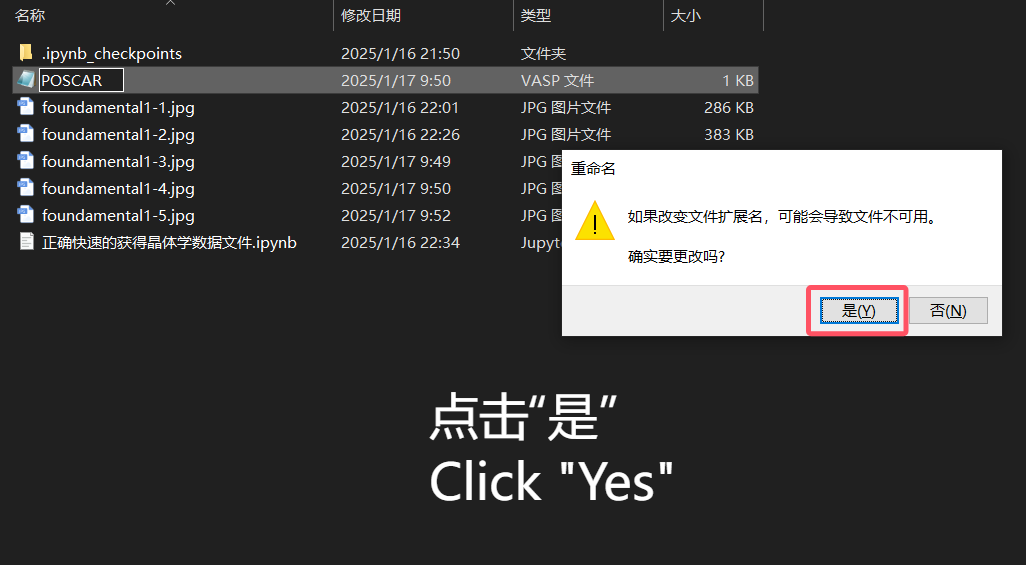 名称 修改日期 类型 大小
.ipynb_checkpoints 2025/1/16 21:50 文件夹
POSCAR 2025/1/17 9:50 VASP 文件 1 KB
foundamental1-1.jpg 2025/1/16 22:01 JPG 图片文件 286 KB
foundamental1-2.jpg 2025/1/16 22:26 JPG 图片文件 383 KB
foundamental1-3.jpg 2025/1/17 9:49 JPG 图
foundamental1-4.jpg 2025/1/17 9:50 JPG 图
foundamental1-5.jpg 2025/1/17 9:52 JPG 图
正确快速的获得晶体学数据文件.ipynb 2025/1/16 22:34 Jupyte
重命名
如果改变文件扩展名，可能会导致文件不可用。
确实要更改吗?
是(Y) 否(N)
点击“是”
Click "Yes"